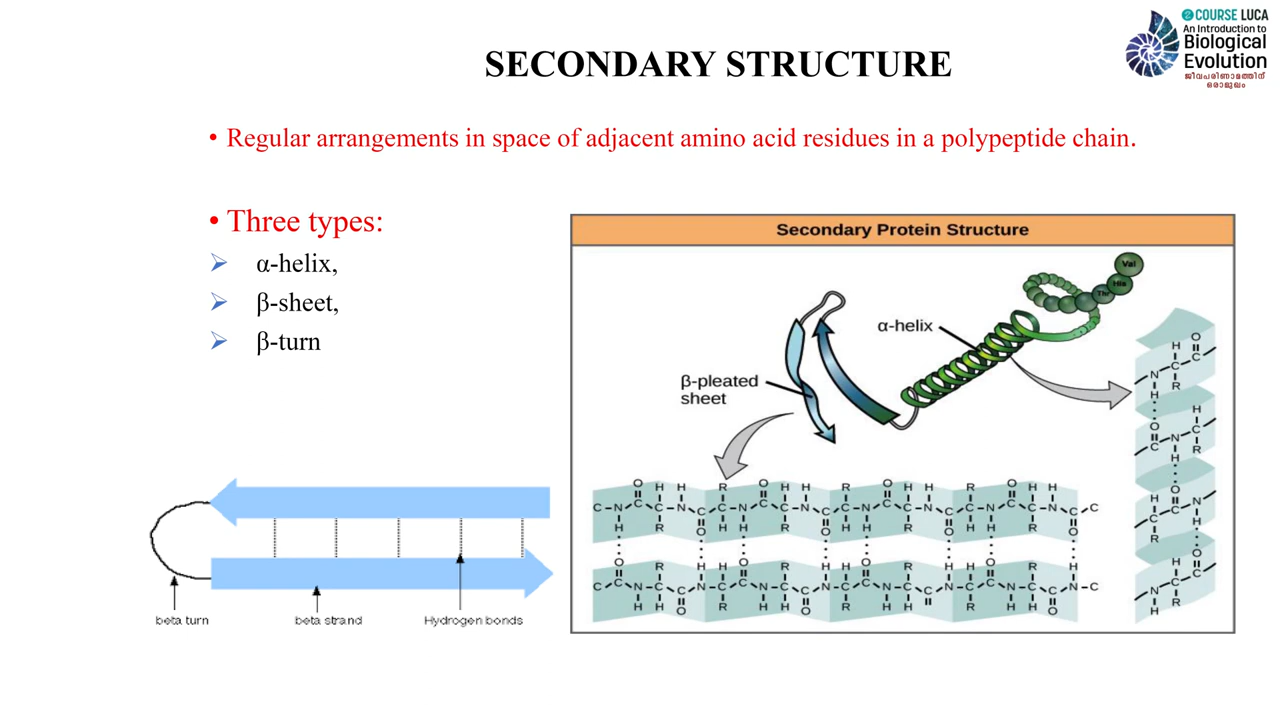 SECONDARY STRUCTURE
COURSE LUCA
An Introduction to
Biological
Evolution
ജീവപരിണാമത്തിന്
ഒരാമുഖം
• Regular arrangements in space of adjacent amino acid residues in a polypeptide chain.
• Three types:
➢ α-helix,
➢ β-sheet,
➢ β-turn
Secondary Protein Structure
Val
His
Thr
α-helix
β-pleated
sheet
beta turn
beta strand
Hydrogen bonds